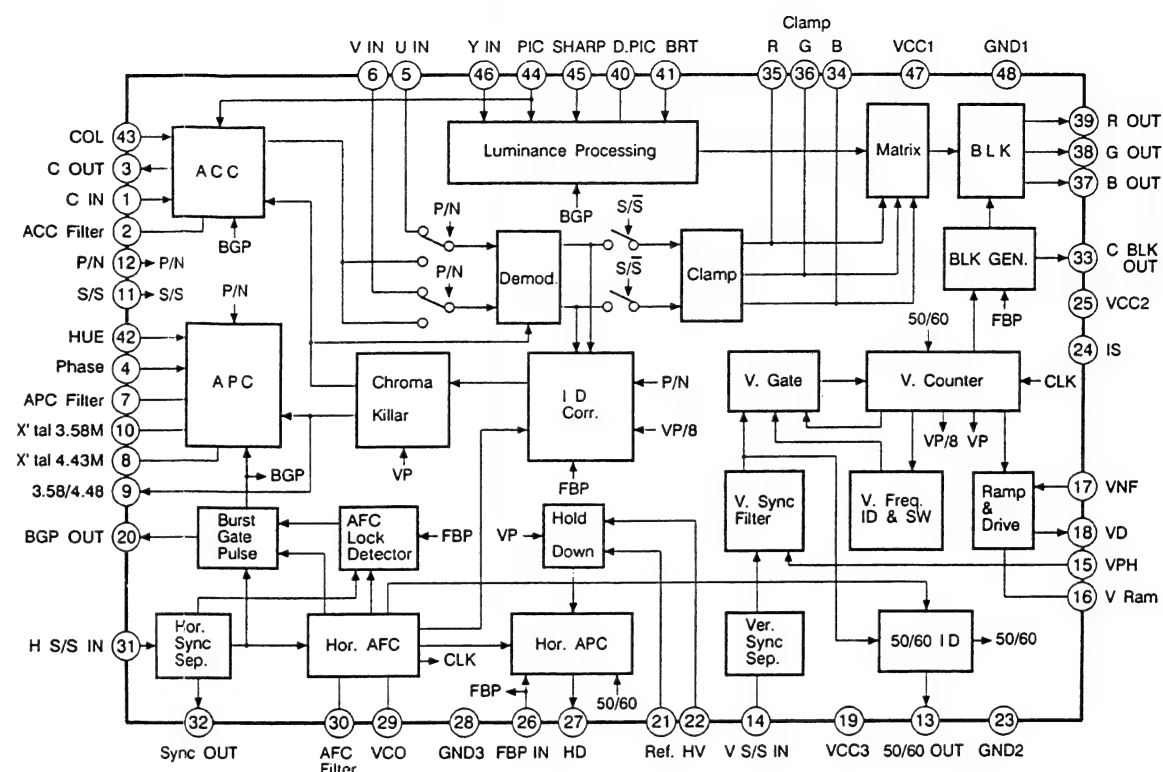 Clamp
V IN U IN Y IN PIC SHARP D.PIC BRT R G B VCC1 GND1
6 5 46 44 45 40 41 35 36 34 47 48
COL 43
C OUT 3
C IN 1
ACC Filter 2
P/N 12 P/N
S/S 11 S/S
HUE 42
Phase 4
APC Filter 7
X' tal 3.58M 10
X' tal 4.43M 8
3.58/4.48 9
BGP OUT 20
H S/S IN 31
ACC
BGP
Luminance Processing
BGP
Matrix
BLK
39 R OUT
38 G OUT
37 B OUT
P/N
P/N
Demod.
S/S̅
S/S̅
Clamp
BLK GEN.
FBP
33 C BLK
OUT
25 VCC2
24 IS
P/N
APC
BGP
Chroma
Killar
VP
ID
Corr.
P/N
VP/8
FBP
50/60
V. Gate
V. Counter
CLK
VP/8 VP
V. Sync
Filter
V. Freq.
ID & SW
Ramp
&
Drive
17 VNF
18 VD
15 VPH
16 V Ram
Burst
Gate
Pulse
AFC
Lock
Detector
FBP
VP
Hold
Down
Hor.
Sync
Sep.
Hor. AFC
CLK
Hor. APC
FBP
50/60
Ver.
Sync
Sep.
50/60 ID
50/60
32 30 29 28 26 27 21 22 14 19 13 23
Sync OUT AFC
Filter VCO GND3 FBP IN HD Ref. HV V S/S IN VCC3 50/60 OUT GND2